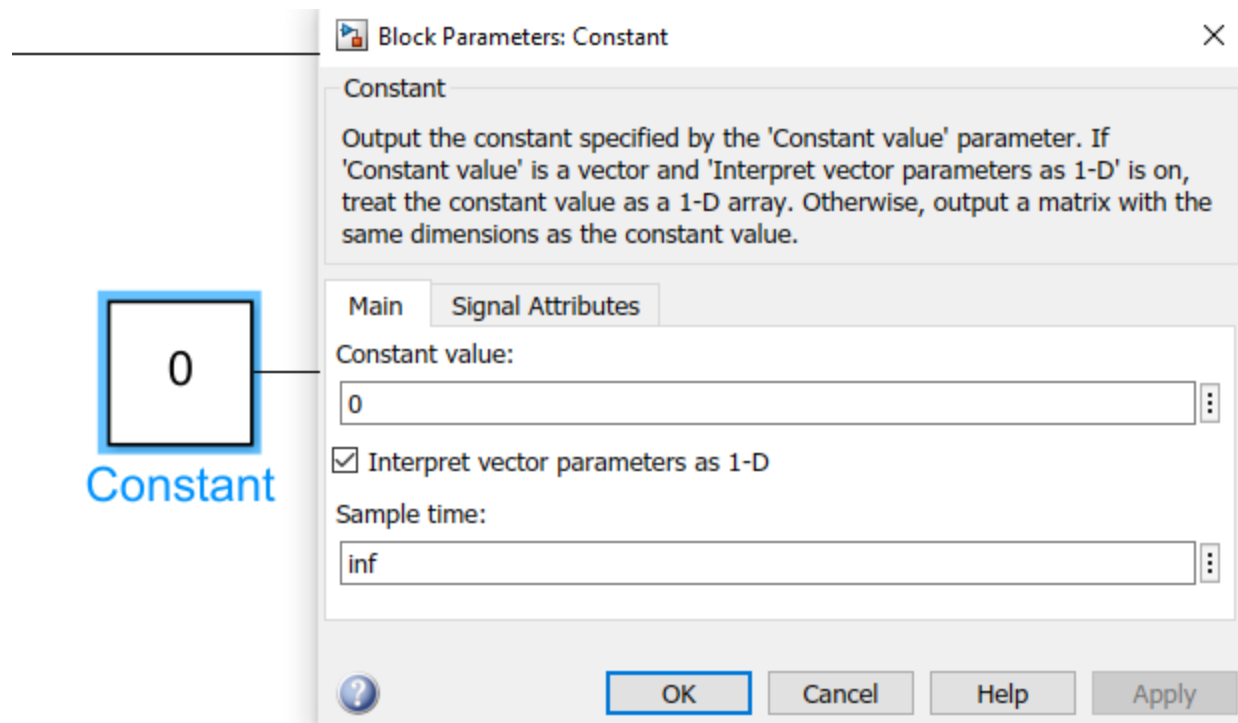 Block Parameters: Constant
Constant
Output the constant specified by the 'Constant value' parameter. If
'Constant value' is a vector and 'Interpret vector parameters as 1-D' is on,
treat the constant value as a 1-D array. Otherwise, output a matrix with the
same dimensions as the constant value.
Main Signal Attributes
Constant value:
0
Interpret vector parameters as 1-D
Sample time:
inf
OK Cancel Help Apply
0
Constant